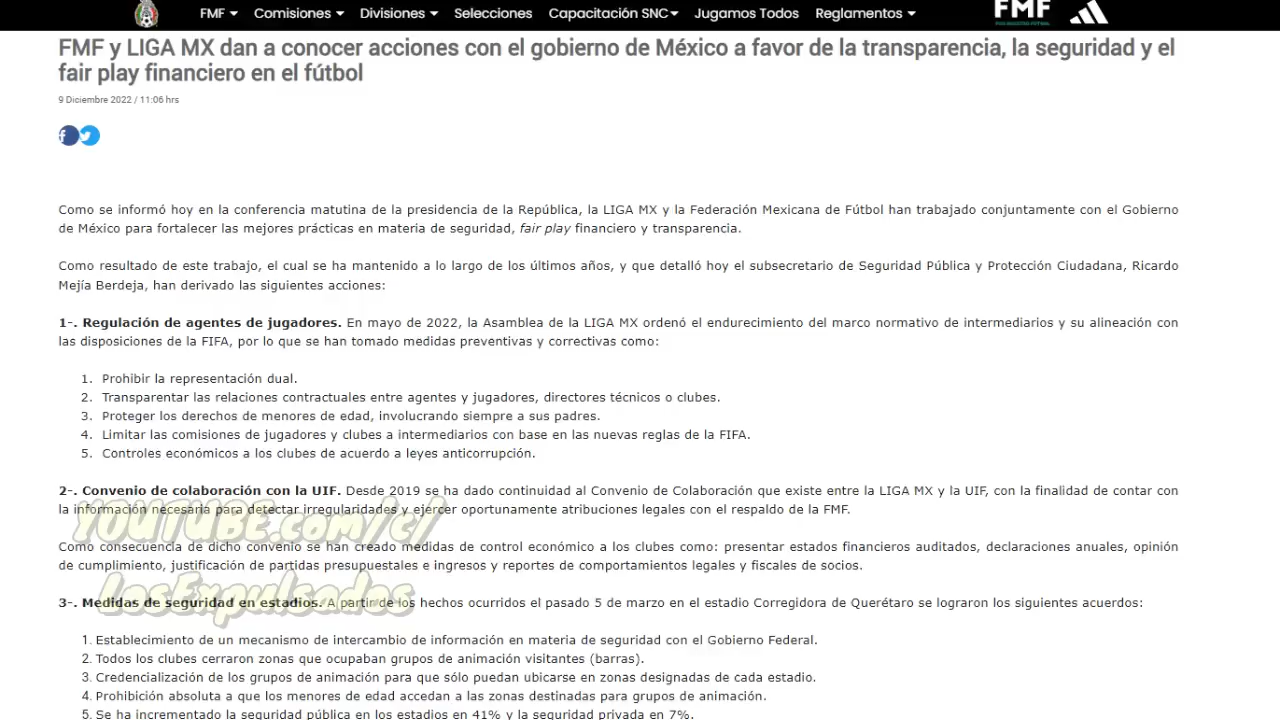 FMF Comisiones Divisiones Selecciones Capacitación SNC Jugamos Todos Reglamentos FMF
FMF y LIGA MX dan a conocer acciones con el gobierno de México a favor de la transparencia, la seguridad y el
fair play financiero en el fútbol
9 Diciembre 2022 / 11:06 hrs
Como se informó hoy en la conferencia matutina de la presidencia de la República, la LIGA MX y la Federación Mexicana de Fútbol han trabajado conjuntamente con el Gobierno
de México para fortalecer las mejores prácticas en materia de seguridad, fair play financiero y transparencia.
Como resultado de este trabajo, el cual se ha mantenido a lo largo de los últimos años, y que detalló hoy el subsecretario de Seguridad Pública y Protección Ciudadana, Ricardo
Mejía Berdeja, han derivado las siguientes acciones:
1-. Regulación de agentes de jugadores. En mayo de 2022, la Asamblea de la LIGA MX ordenó el endurecimiento del marco normativo de intermediarios y su alineación con
las disposiciones de la FIFA, por lo que se han tomado medidas preventivas y correctivas como:
1. Prohibir la representación dual.
2. Transparentar las relaciones contractuales entre agentes y jugadores, directores técnicos o clubes.
3. Proteger los derechos de menores de edad, involucrando siempre a sus padres.
4. Limitar las comisiones de jugadores y clubes a intermediarios con base en las nuevas reglas de la FIFA.
5. Controles económicos a los clubes de acuerdo a leyes anticorrupción.
2-. Convenio de colaboración con la UIF. Desde 2019 se ha dado continuidad al Convenio de Colaboración que existe entre la LIGA MX y la UIF, con la finalidad de contar con
la información necesaria para detectar irregularidades y ejercer oportunamente atribuciones legales con el respaldo de la FMF.
YOUTUBE.com/c/
Como consecuencia de dicho convenio se han creado medidas de control económico a los clubes como: presentar estados financieros auditados, declaraciones anuales, opinión
de cumplimiento, justificación de partidas presupuestales e ingresos y reportes de comportamientos legales y fiscales de socios.
LosExpulsados
3-. Medidas de seguridad en estadios. A partir de los hechos ocurridos el pasado 5 de marzo en el estadio Corregidora de Querétaro se lograron los siguientes acuerdos:
1. Establecimiento de un mecanismo de intercambio de información en materia de seguridad con el Gobierno Federal.
2. Todos los clubes cerraron zonas que ocupaban grupos de animación visitantes (barras).
3. Credencialización de los grupos de animación para que sólo puedan ubicarse en zonas designadas de cada estadio.
4. Prohibición absoluta a que los menores de edad accedan a las zonas destinadas para grupos de animación.
5. Se ha incrementado la seguridad pública en los estadios en 41% y la seguridad privada en 7%.